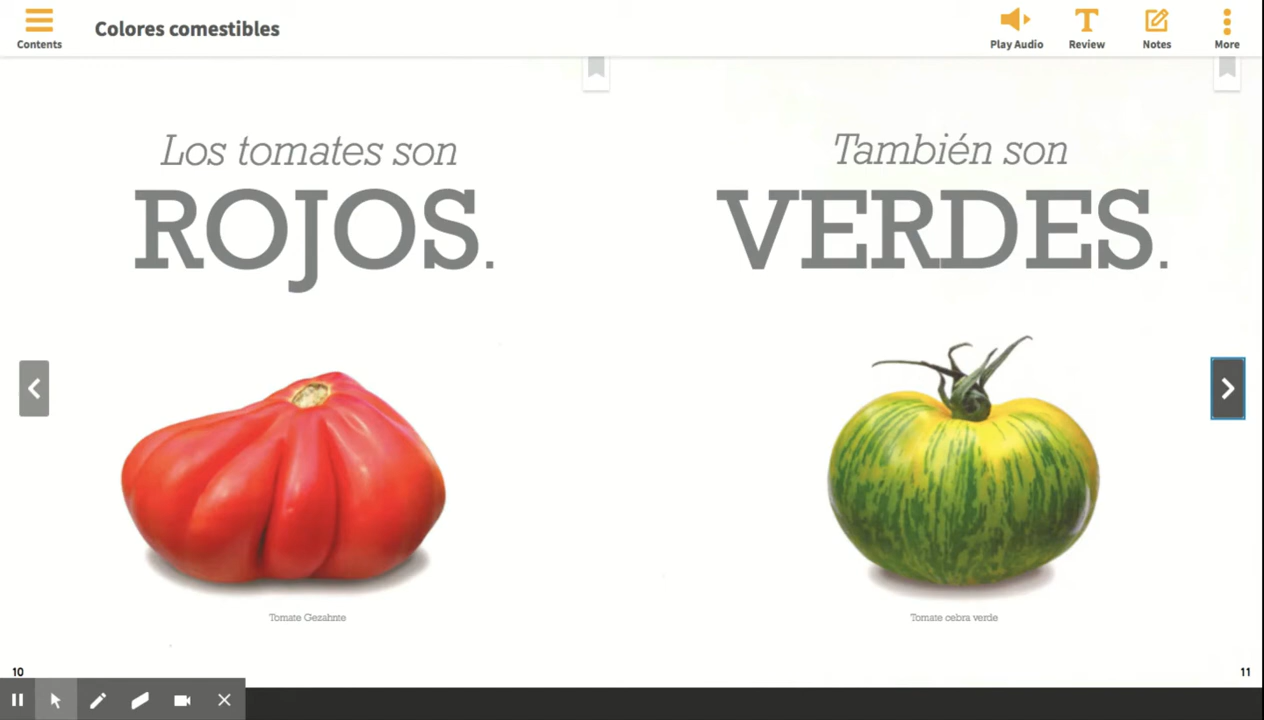 Contents
Colores comestibles
Play Audio
Review
Notes
More
Los tomates son
ROJOS.
Tomate Gezahnte
10
También son
VERDES.
Tomate cebra verde
11